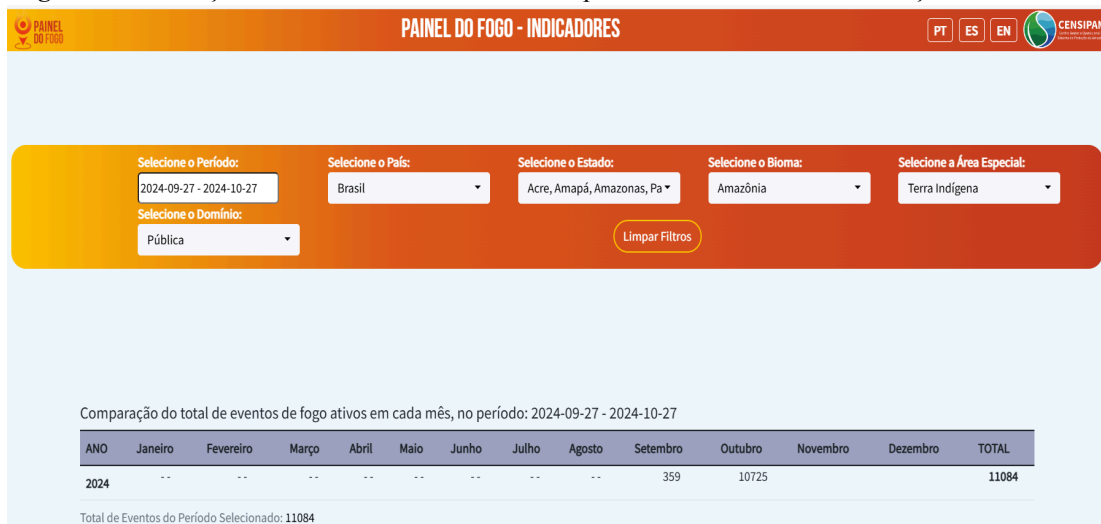 PAINEL
DO FOGO
PAINEL DO FOGO - INDICADORES
PT ES EN
CENSIPAM
Selecione o Período: Selecione o País: Selecione o Estado: Selecione o Bioma: Selecione a Área Especial:
2024-09-27 - 2024-10-27 Brasil Acre, Amapá, Amazonas, Pa Amazônia Terra Indígena
Selecione o Domínio:
Pública Limpar Filtros
Comparação do total de eventos de fogo ativos em cada mês, no período: 2024-09-27 - 2024-10-27
ANO Janeiro Fevereiro Março Abril Maio Junho Julho Agosto Setembro Outubro Novembro Dezembro TOTAL
2024 -- -- -- -- -- -- -- -- 359 10725 11084
Total de Eventos do Período Selecionado: 11084